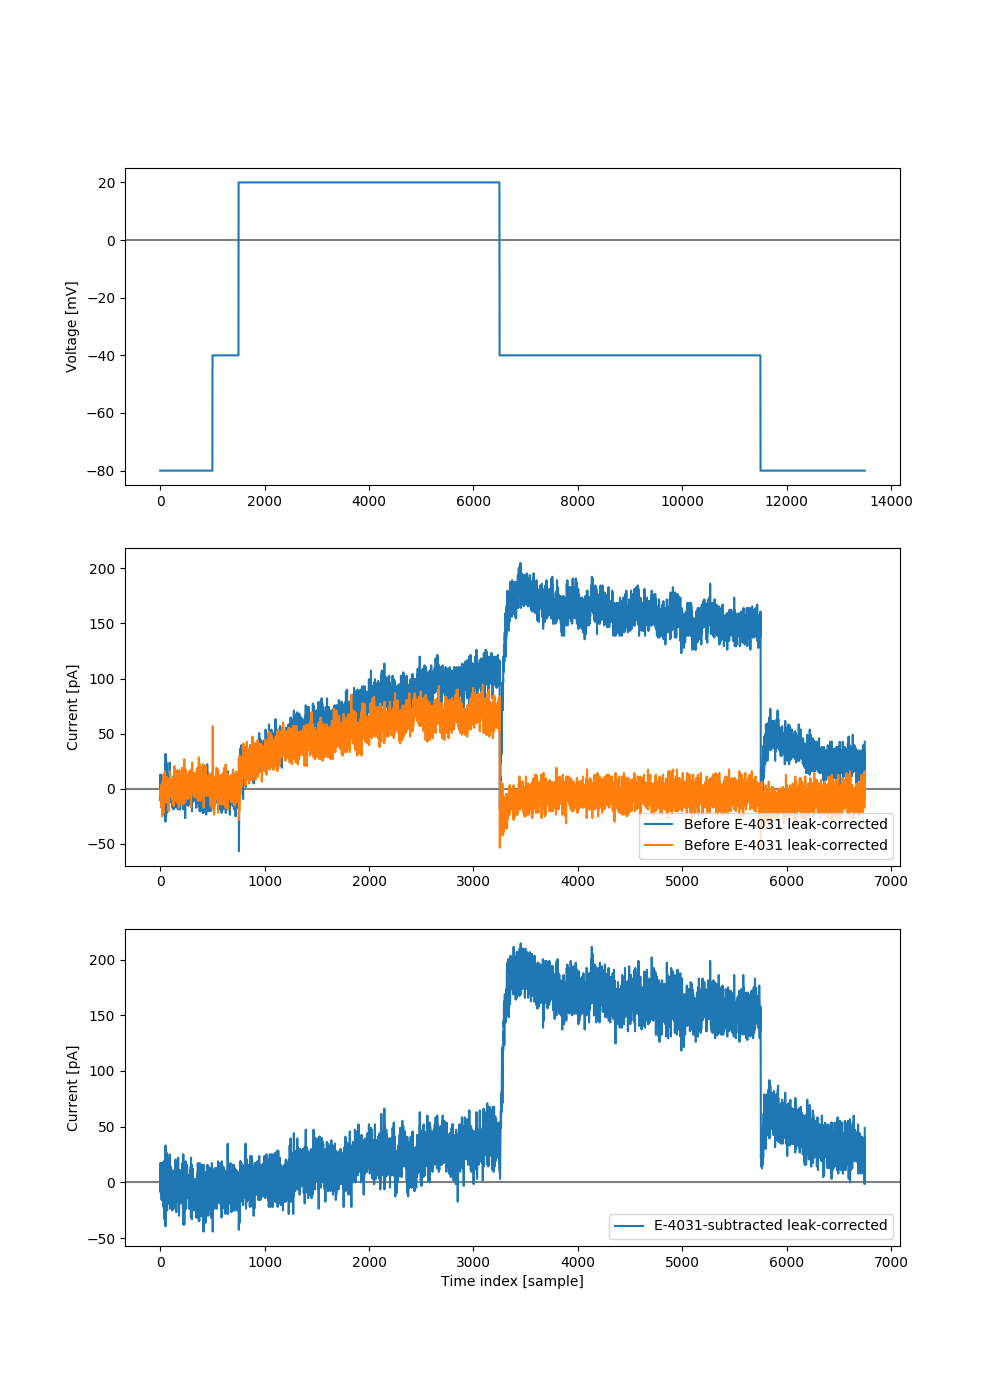 20
0
−20
−40
−60
−80
Voltage [mV]
0 2000 4000 6000 8000 10000 12000 14000
200
150
100
50
0
−50
Current [pA]
Before E-4031 leak-corrected
Before E-4031 leak-corrected
0 1000 2000 3000 4000 5000 6000 7000
200
150
100
50
0
−50
Current [pA]
E-4031-subtracted leak-corrected
0 1000 2000 3000 4000 5000 6000 7000
Time index [sample]